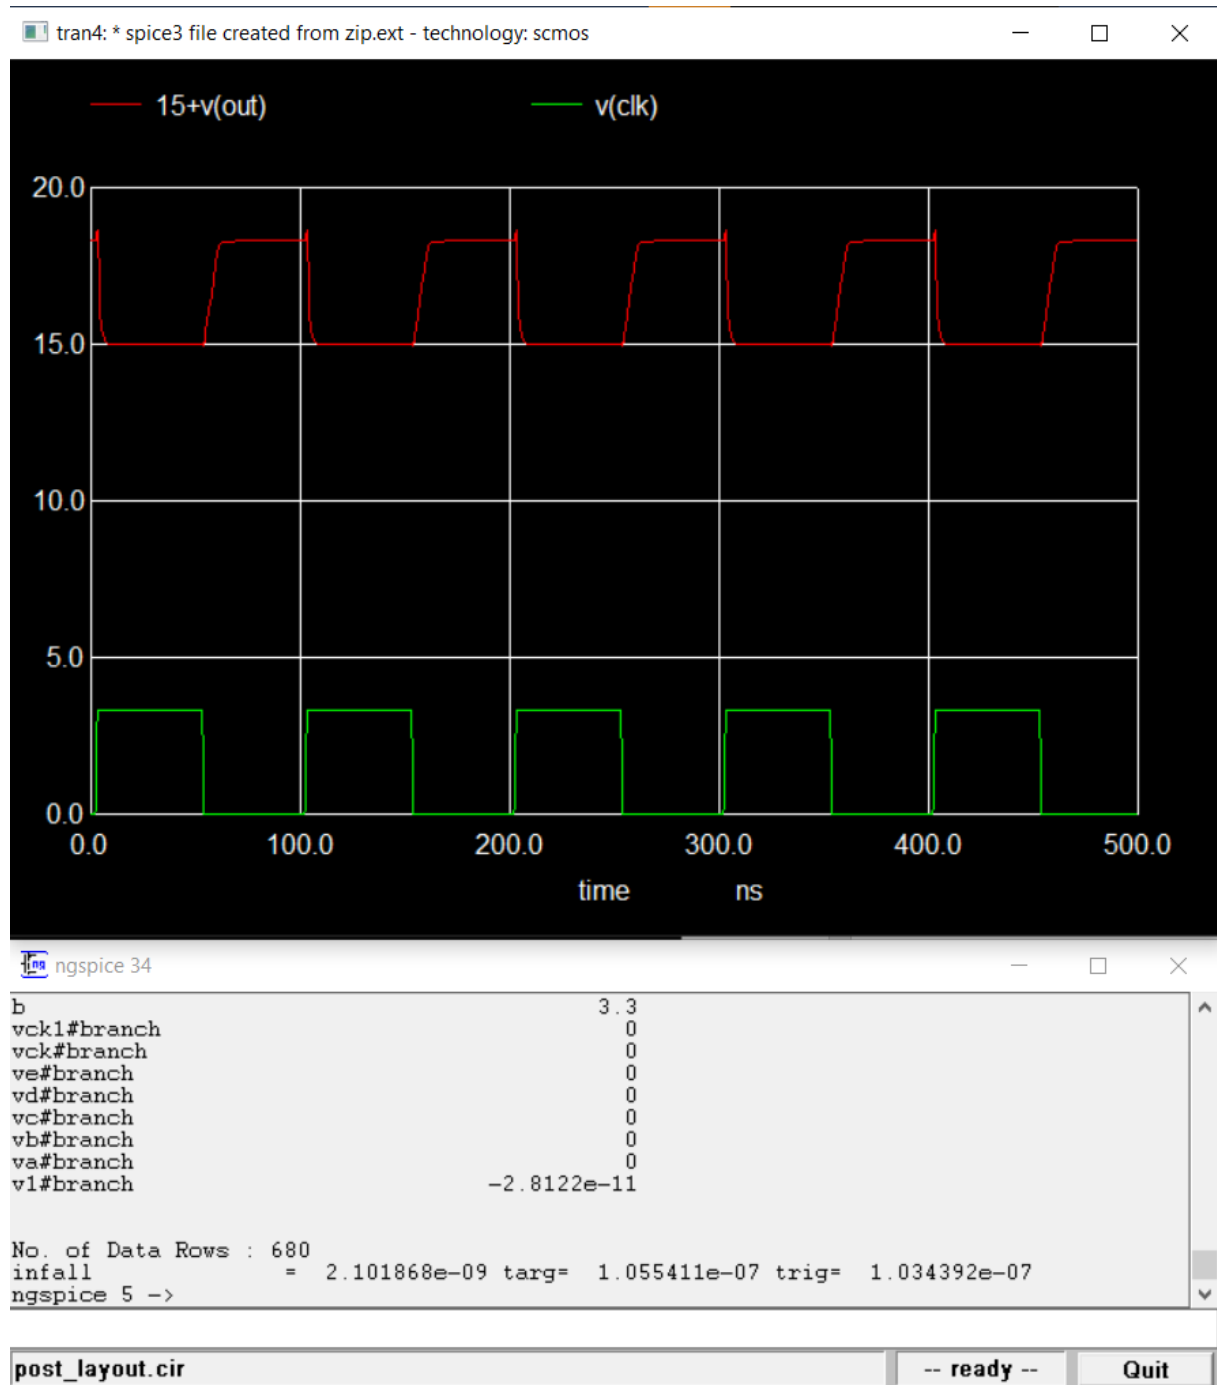 tran4: * spice3 file created from zip.ext - technology: scmos
15+v(out) v(clk)
20.0
15.0
10.0
5.0
0.0
0.0 100.0 200.0 300.0 400.0 500.0
time ns
ngspice 34
b 3.3
vck1#branch 0
vck#branch 0
ve#branch 0
vd#branch 0
vc#branch 0
vb#branch 0
va#branch 0
v1#branch -2.8122e-11
No. of Data Rows : 680
infall = 2.101868e-09 targ= 1.055411e-07 trig= 1.034392e-07
ngspice 5 ->
post_layout.cir -- ready -- Quit